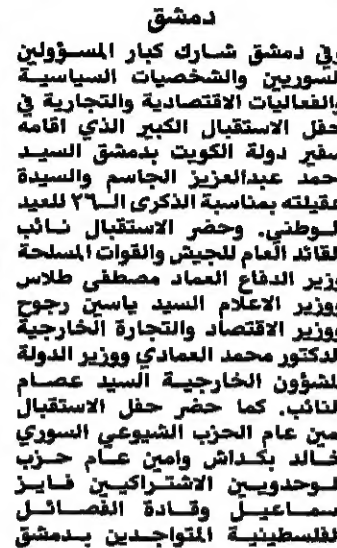 دمشق
وفي دمشق شارك كبار المسؤولين
السوريين والشخصيات السياسية
والفعاليات الاقتصادية والتجارية في
حفل الاستقبال الكبير الذي اقامه
سفير دولة الكويت بدمشق السيد
احمد عبدالعزيز الجاسم والسيدة
عقيلته بمناسبة الذكرى الـ٢٦ للعيد
الوطني. وحضر الاستقبال نائب
القائد العام للجيش والقوات المسلحة
وزير الدفاع العماد مصطفى طلاس
ووزير الاعلام السيد ياسين رجوح
ووزير الاقتصاد والتجارة الخارجية
الدكتور محمد العمادي ووزير الدولة
للشؤون الخارجية السيد عصام
النائب. كما حضر حفل الاستقبال
امين عام الحزب الشيوعي السوري
خالد بكداش وامين عام حزب
الوحدويين الاشتراكيين فايز
اسماعيل وقادة الفصائل
الفلسطينية المتواجدين بدمشق